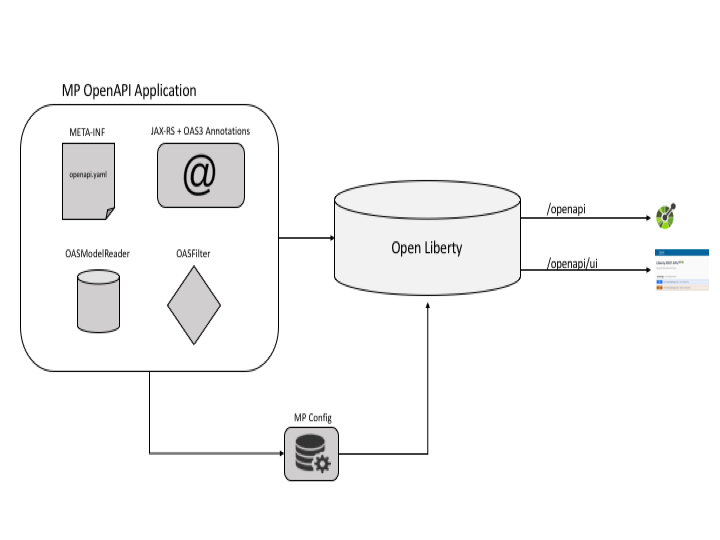 MP OpenAPI Application
META-INF
JAX-RS + OAS3 Annotations
openapi.yaml
@
OASModelReader
OASFilter
Open Liberty
/openapi
/openapi/ui
MP Config